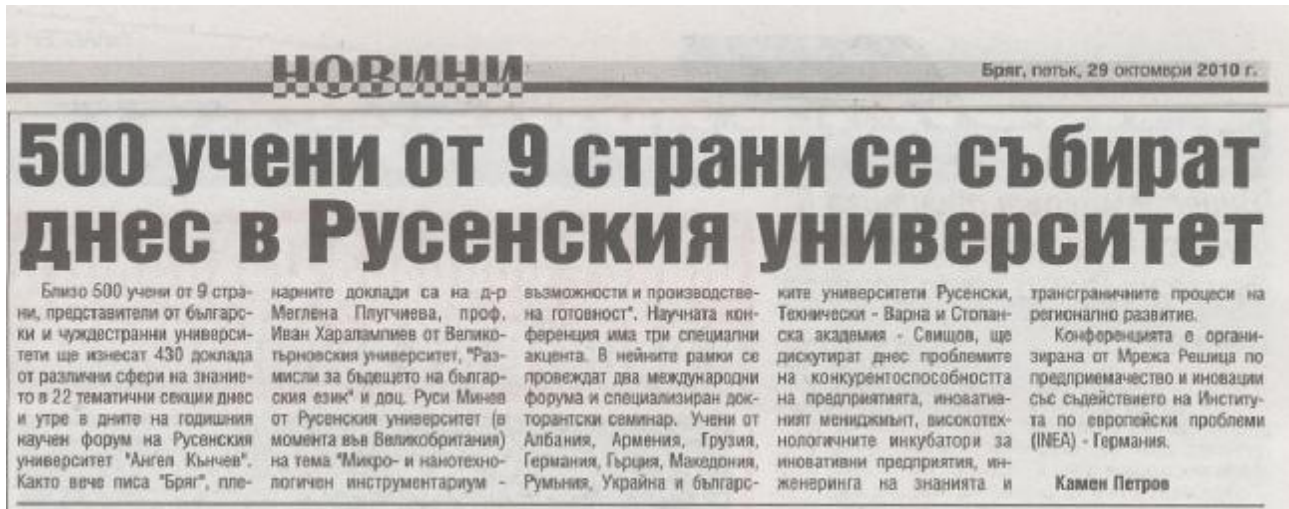 НОВИНИ
Бряг, петък, 29 октомври 2010 г.
500 учени от 9 страни се събират
днес в Русенския университет
Близо 500 учени от 9 стра-
ни, представители от българс-
ки и чуждестранни универси-
тети ще изнесат 430 доклада
от различни сфери на знание-
то в 22 тематични секции днес
и утре в дните на годишния
научен форум на Русенския
университет "Ангел Кънчев".
Както вече писа "Бряг", пле-
нарните доклади са на д-р
Меглена Плугчиева, проф.
Иван Харалампиев от Велико-
търновския университет, "Раз-
мисли за бъдещето на българ-
ския език" и доц. Руси Минев
от Русенския университет (в
момента във Великобритания)
на тема "Микро- и нанотехно-
логичен инструментариум -
възможности и производстве-
на готовност". Научната кон-
ференция има три специални
акцента. В нейните рамки се
провеждат два международни
форума и специализиран док-
торантски семинар. Учени от
Албания, Армения, Грузия,
Германия, Гърция, Македония,
Румъния, Украйна и българс-
ките университети Русенски,
Технически - Варна и Стопан-
ска академия - Свищов, ще
дискутират днес проблемите
на конкурентоспособността
на предприятията, иноватив-
ният мениджмънт, високотех-
нологичните инкубатори за
иновативни предприятия, ин-
женеринга на знанията и
трансграничните процеси на
регионално развитие.
Конференцията е органи-
зирана от Мрежа Решица по
предприемачество и иновации
със съдействието на Институ-
та по европейски проблеми
(INEA) - Германия.
Камен Петров